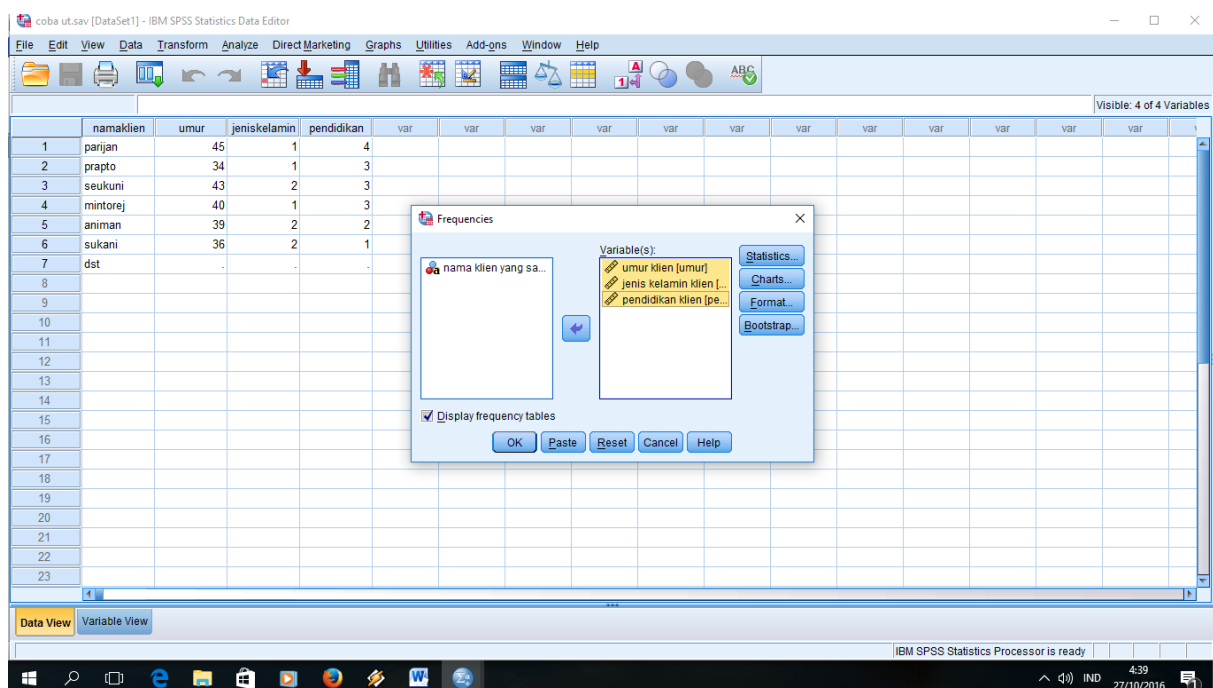 coba ut.sav [DataSet1] - IBM SPSS Statistics Data Editor
File Edit View Data Transform Analyze Direct Marketing Graphs Utilities Add-ons Window Help
A
1
ABC
Visible: 4 of 4 Variables
namaklien umur jeniskelamin pendidikan var var var var var var var var var var var var
1 parijan 45 1 4
2 prapto 34 1 3
3 seukuni 43 2 3
4 mintorej 40 1 3
5 animan 39 2 2
6 sukani 36 2 1
7 dst . . .
8
9
10
11
12
13
14
15
16
17
18
19
20
21
22
23
Frequencies
Variable(s):
a nama klien yang sa...
umur klien [umur]
jenis kelamin klien [...
pendidikan klien [pe...
Statistics...
Charts...
Format...
Bootstrap...
Display frequency tables
OK Paste Reset Cancel Help
Data View Variable View
IBM SPSS Statistics Processor is ready
IND 4:39
27/10/2016
1